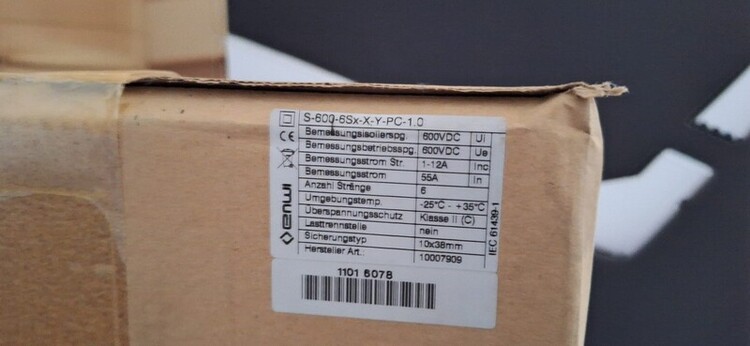 S-600-6Sx-X-Y-PC-1.0
Bemessungsisolierspg. 600VDC Ui
Bemessungsbetriebsspg. 600VDC Ue
Bemessungsstrom Str. 1-12A Inc
Bemessungsstrom 55A In
Anzahl Stränge 6
Umgebungstemp. -25°C - +35°C
Überspannungsschutz Klasse II (C)
Lasttrennstelle nein
Sicherungstyp 10x38mm
Hersteller Art.. 10007909
CE
enwi
IEC 61439-1
1101 6078